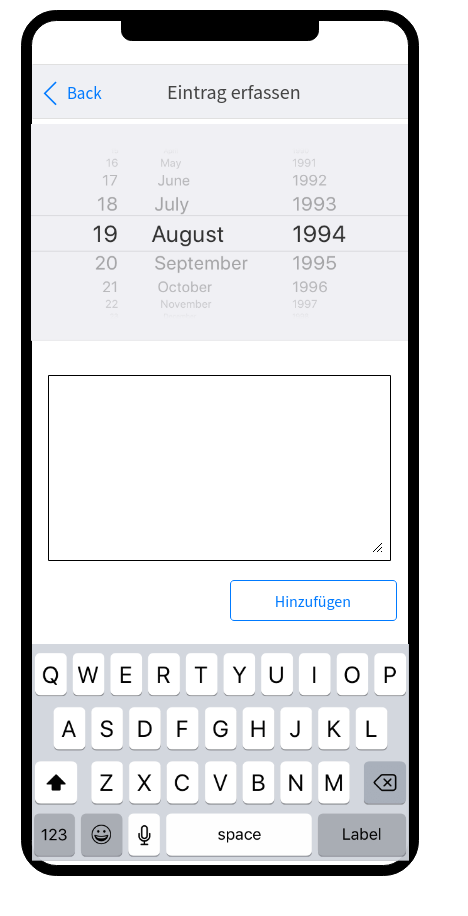 Back Eintrag erfassen
16 May 1991
17 June 1992
18 July 1993
19 August 1994
20 September 1995
21 October 1996
22 November 1997
Hinzufügen
Q W E R T Y U I O P
A S D F G H J K L
Z X C V B N M
123 space Label